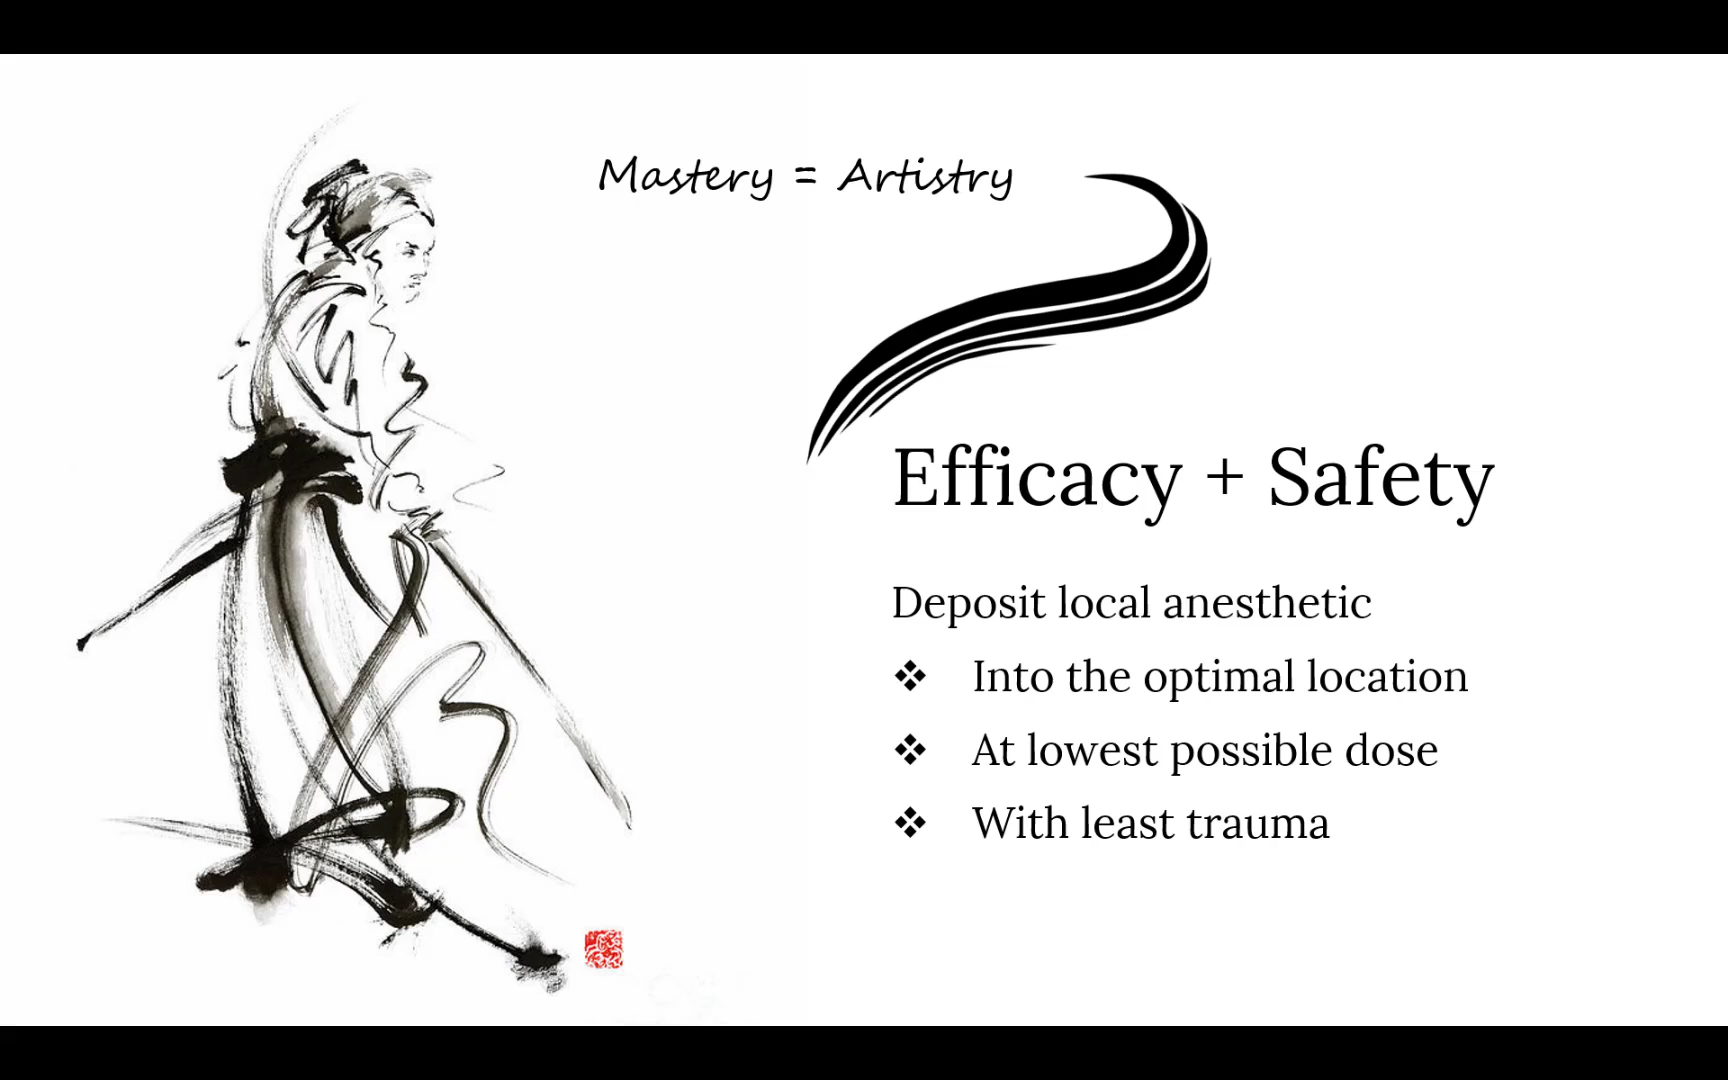 Mastery = Artistry
Efficacy + Safety
Deposit local anesthetic
❖ Into the optimal location
❖ At lowest possible dose
❖ With least trauma